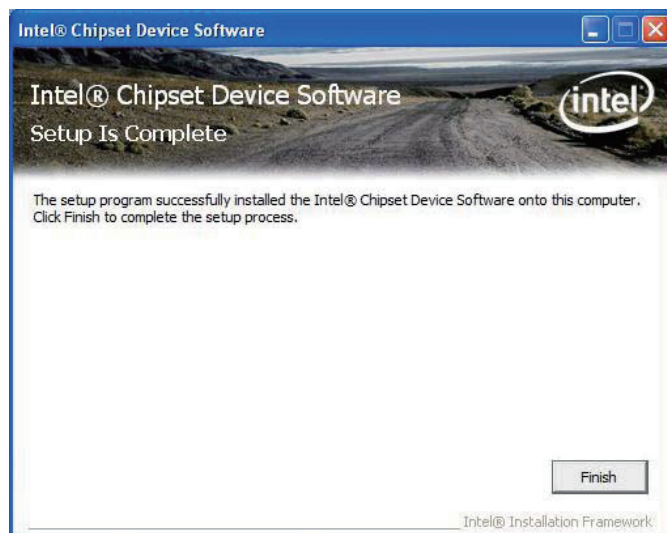 Intel® Chipset Device Software
Intel® Chipset Device Software
intel
Setup Is Complete
The setup program successfully installed the Intel® Chipset Device Software onto this computer.
Click Finish to complete the setup process.
Finish
Intel® Installation Framework